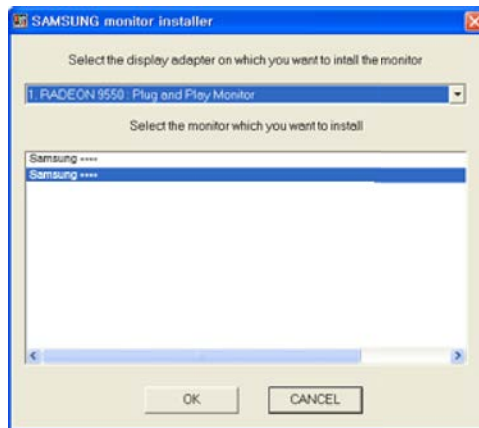 SAMSUNG monitor installer
Select the display adapter on which you want to intall the monitor
1. RADEON 9550 : Plug and Play Monitor
Select the monitor which you want to install
Samsung ****
Samsung ****
OK
CANCEL